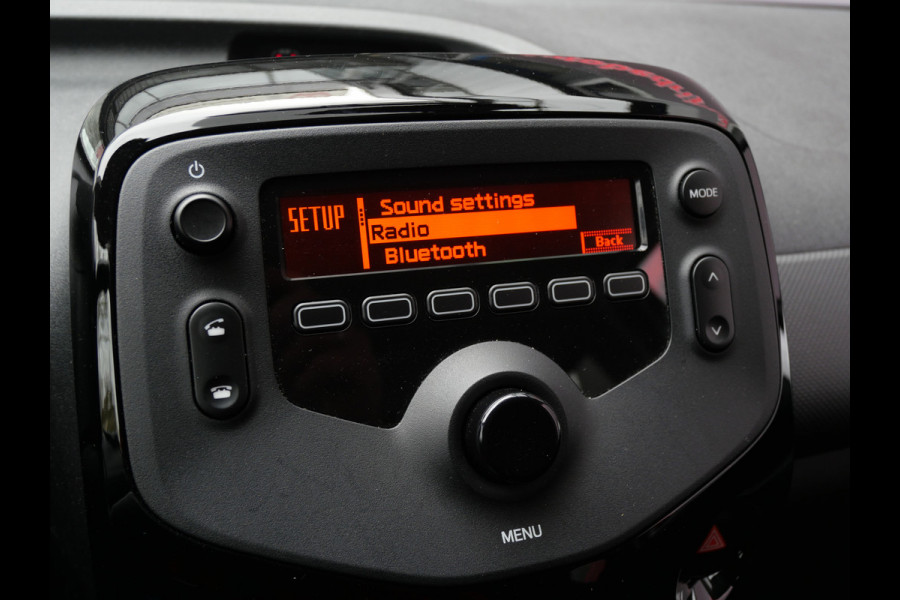 SETUP
Sound settings
Radio
Bluetooth
Back
MODE
MENU